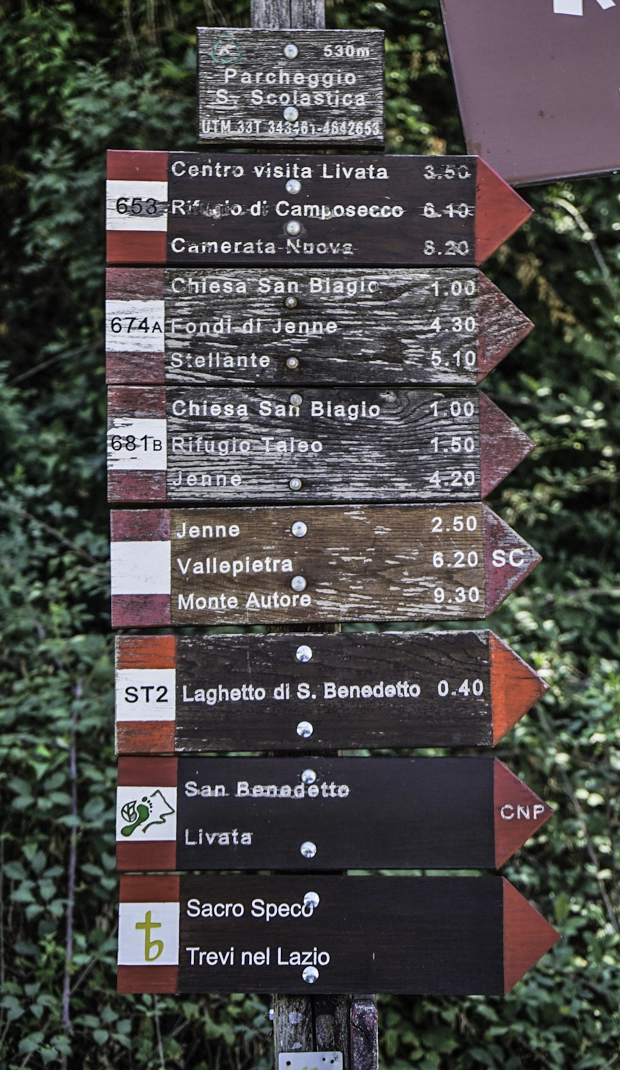 530m
Parcheggio
S. Scolastica
UTM 33T 343461-4642653
Centro visita Livata 3.50
653 Rifugio di Camposecco 6.10
Camerata Nuova 8.20
Chiesa San Biagio 1.00
674A Fondi di Jenne 4.30
Stellante 5.10
Chiesa San Biagio 1.00
681B Rifugio Taleo 1.50
Jenne 4.20
Jenne 2.50
Vallepietra 6.20 SC
Monte Autore 9.30
ST2 Laghetto di S. Benedetto 0.40
San Benedetto
CNP
Livata
Sacro Speco
Trevi nel Lazio